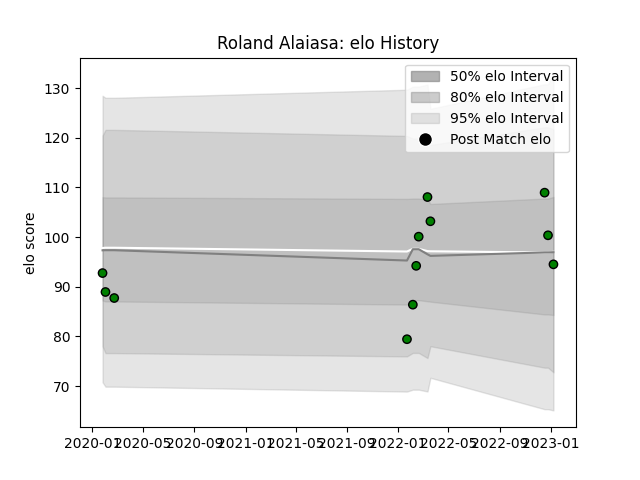 Roland Alaiasa: elo History
50% elo Interval
80% elo Interval
95% elo Interval
Post Match elo
elo score
130
120
110
100
90
80
70
2020-01 2020-05 2020-09 2021-01 2021-05 2021-09 2022-01 2022-05 2022-09 2023-01